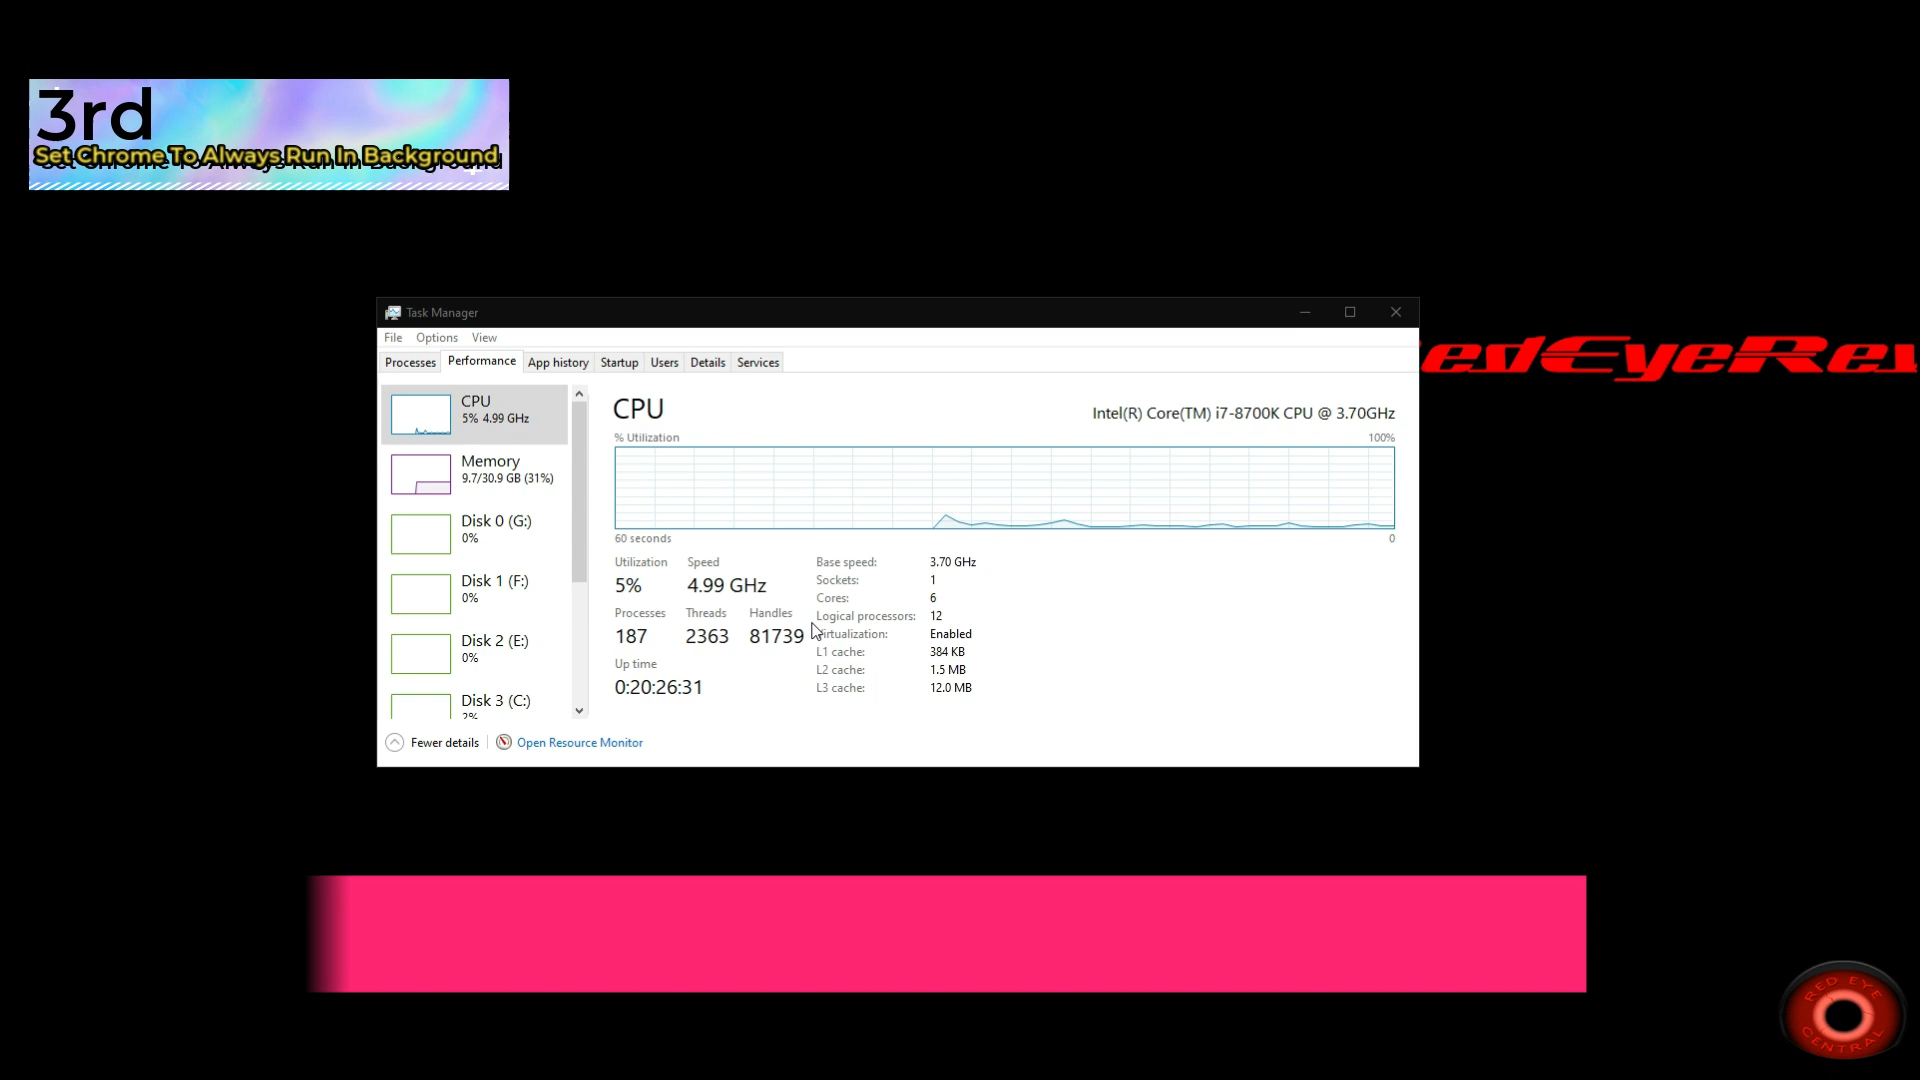 3rd
Set Chrome To Always Run In Background
Task Manager
File Options View
Processes Performance App history Startup Users Details Services
CPU
5% 4.99 GHz
Memory
9.7/30.9 GB (31%)
Disk 0 (G:)
0%
Disk 1 (F:)
0%
Disk 2 (E:)
0%
Disk 3 (C:)
2%
CPU
Intel(R) Core(TM) i7-8700K CPU @ 3.70GHz
% Utilization 100%
60 seconds 0
Utilization Speed
5% 4.99 GHz
Processes Threads Handles
187 2363 81739
Up time
0:20:26:31
Base speed: 3.70 GHz
Sockets: 1
Cores: 6
Logical processors: 12
Virtualization: Enabled
L1 cache: 384 KB
L2 cache: 1.5 MB
L3 cache: 12.0 MB
Fewer details Open Resource Monitor
edEyeRe
RED EYE
CENTRAL